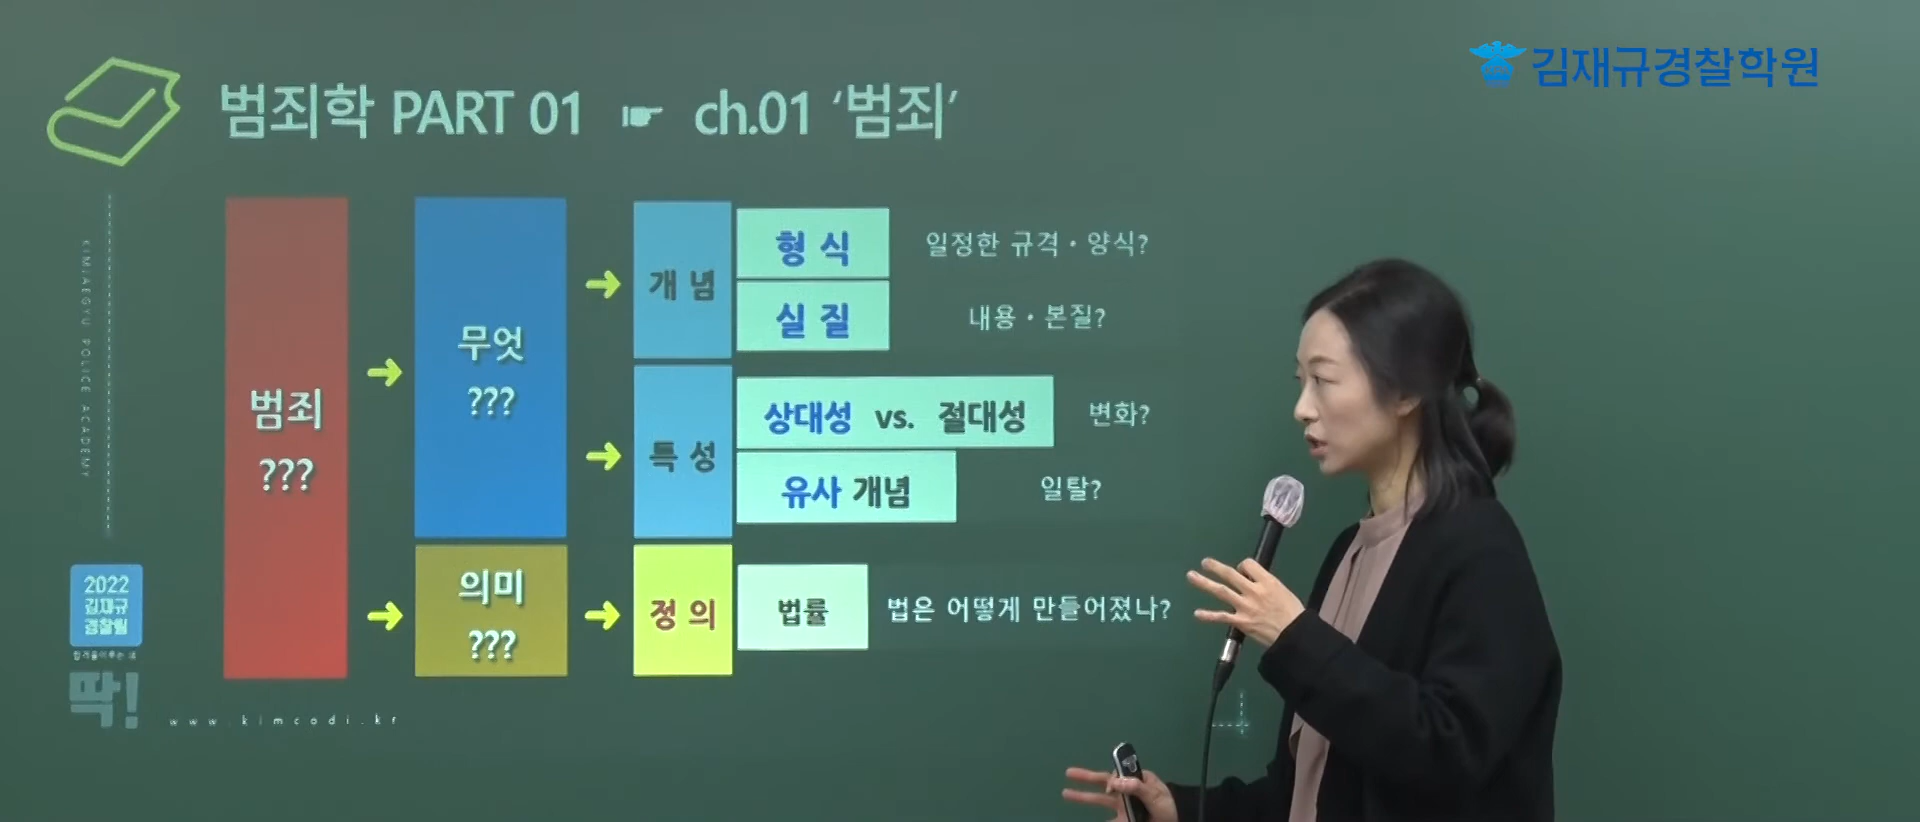 김재규경찰학원
범죄학 PART 01 ☛ ch.01 ‘범죄’
KIMJAEGYU POLICE ACADEMY
범죄
???
무엇
???
개 념
형 식
일정한 규격·양식?
실 질
내용·본질?
특 성
상대성 vs. 절대성
변화?
유사 개념
일탈?
의미
???
정 의
법률
법은 어떻게 만들어졌나?
2022
김재규
경찰팀
딱!
www.kimcodi.kr